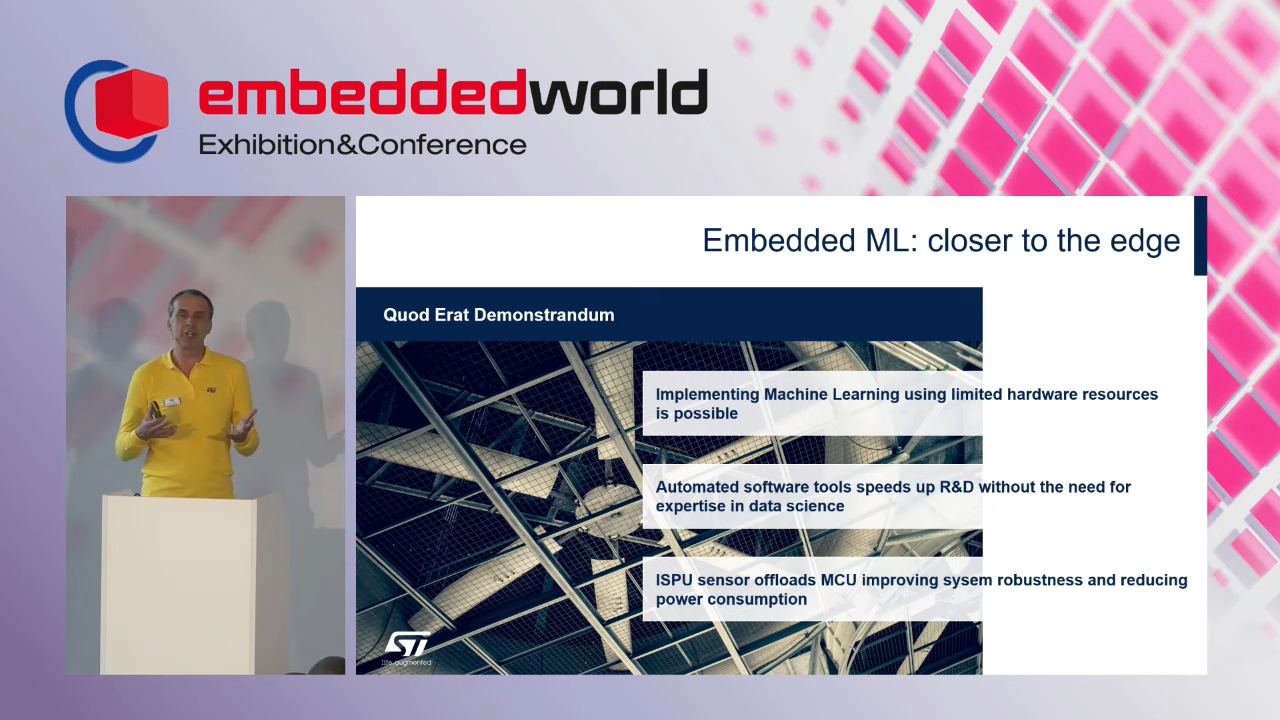 embeddedworld
Exhibition&Conference
Embedded ML: closer to the edge
Quod Erat Demonstrandum
Implementing Machine Learning using limited hardware resources
is possible
Automated software tools speeds up R&D without the need for
expertise in data science
ISPU sensor offloads MCU improving sysem robustness and reducing
power consumption
ST
life.augmented
ST